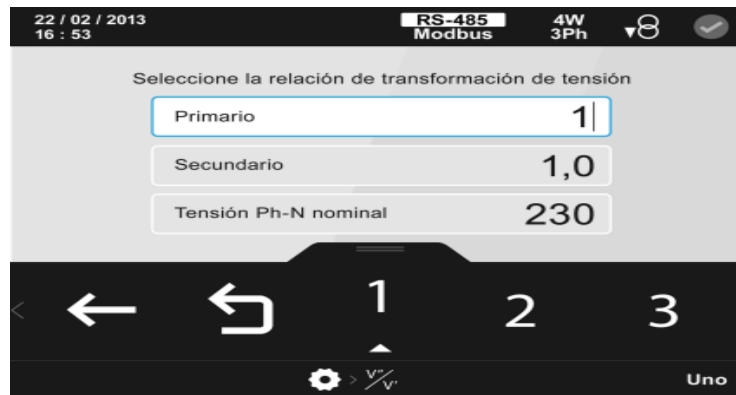 22 / 02 / 2013
16 : 53
RS-485
Modbus
4W
3Ph
Seleccione la relación de transformación de tensión
Primario 1
Secundario 1,0
Tensión Ph-N nominal 230
1 2 3
> V''/V'
Uno